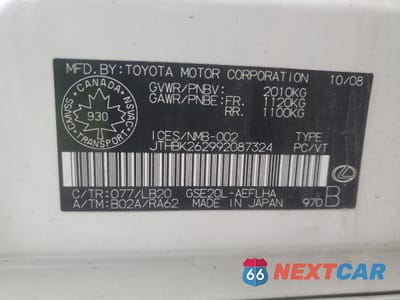 MFD.BY:TOYOTA MOTOR CORPORATION 10/08
GVWR/PNBV: 2010KG
GAWR/PNBE:FR. 1120KG
RR. 1100KG
CANADA
930
TRANSPORT
CMVSS
NSVAC
ICES/NMB-002 TYPE
JTHBK262992087324 PC/VT
C/TR:077/LB20 GSE20L-AEFLHA
A/TM:B02A/RA62 MADE IN JAPAN 970 B
66 NEXTCAR